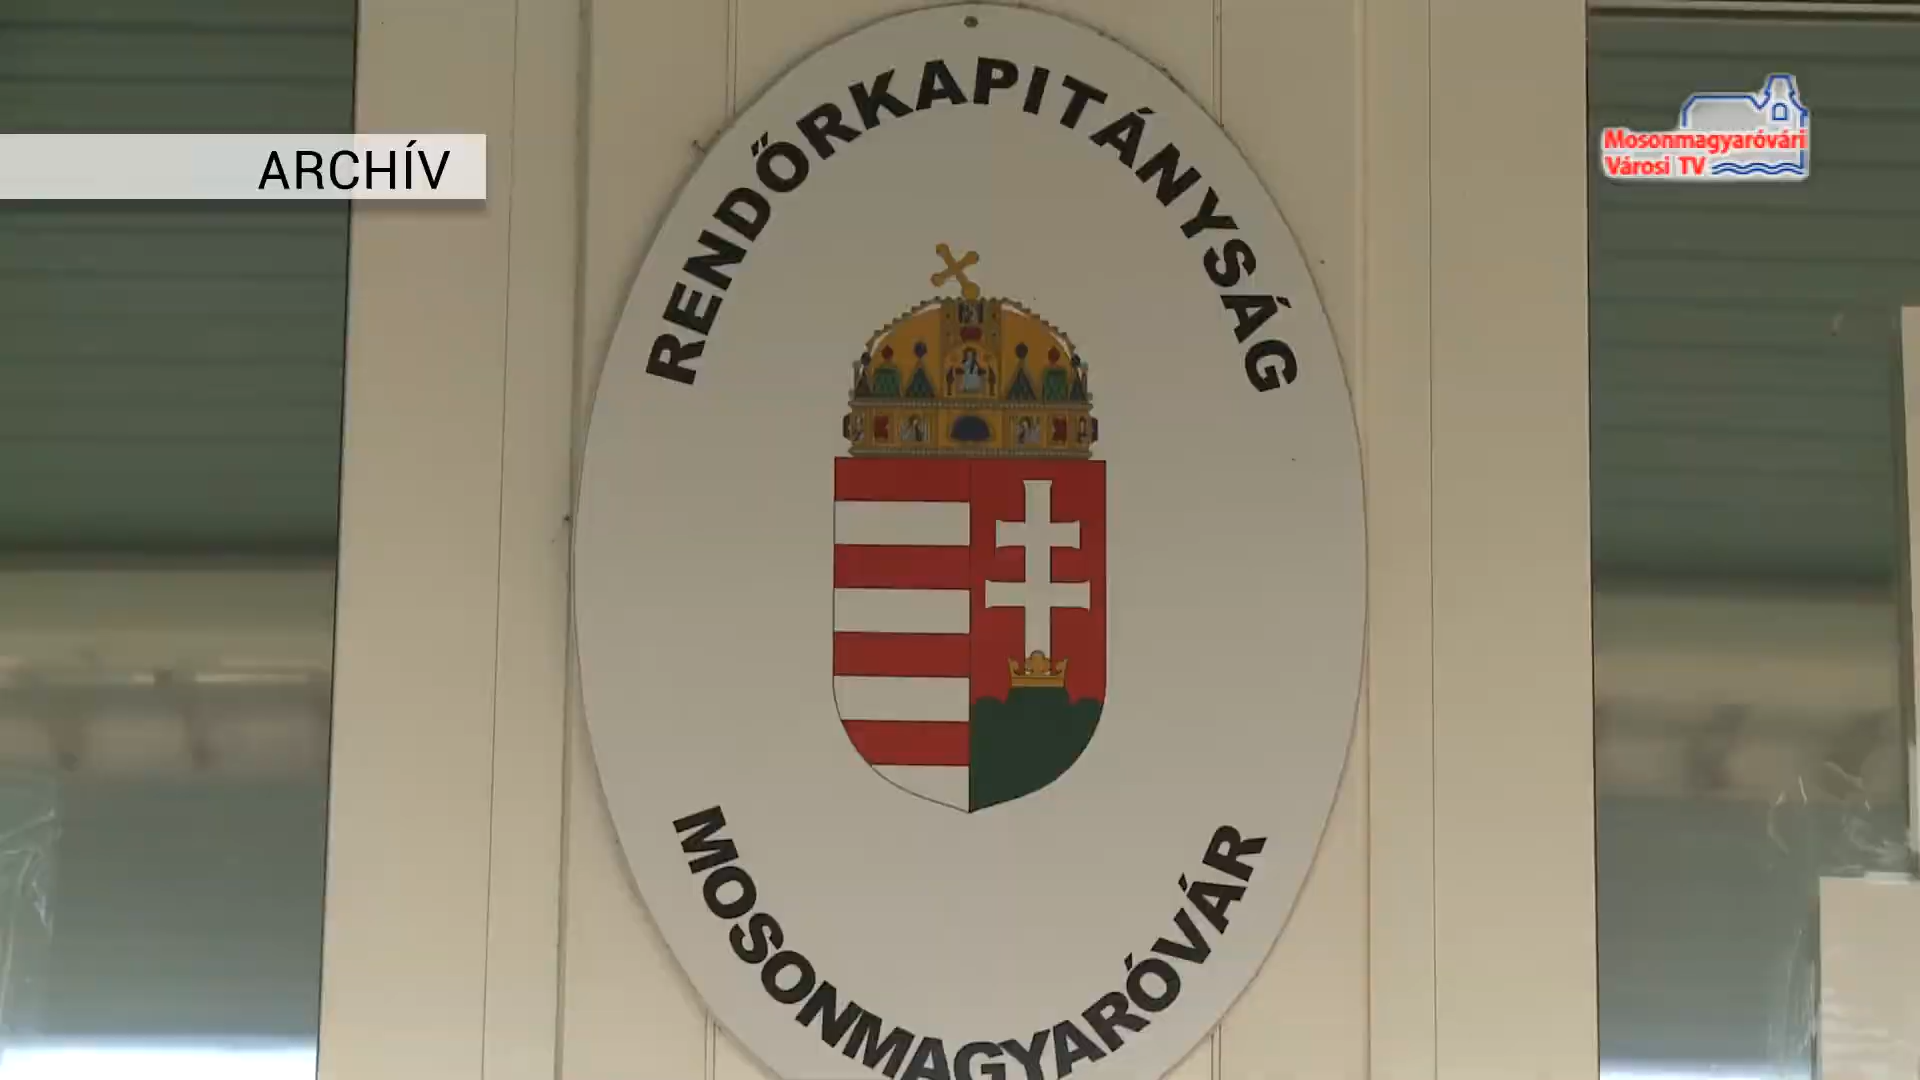 ARCHÍV
Mosonmagyaróvári
Városi TV
RENDŐRKAPITÁNYSÁG
MOSONMAGYARÓVÁR